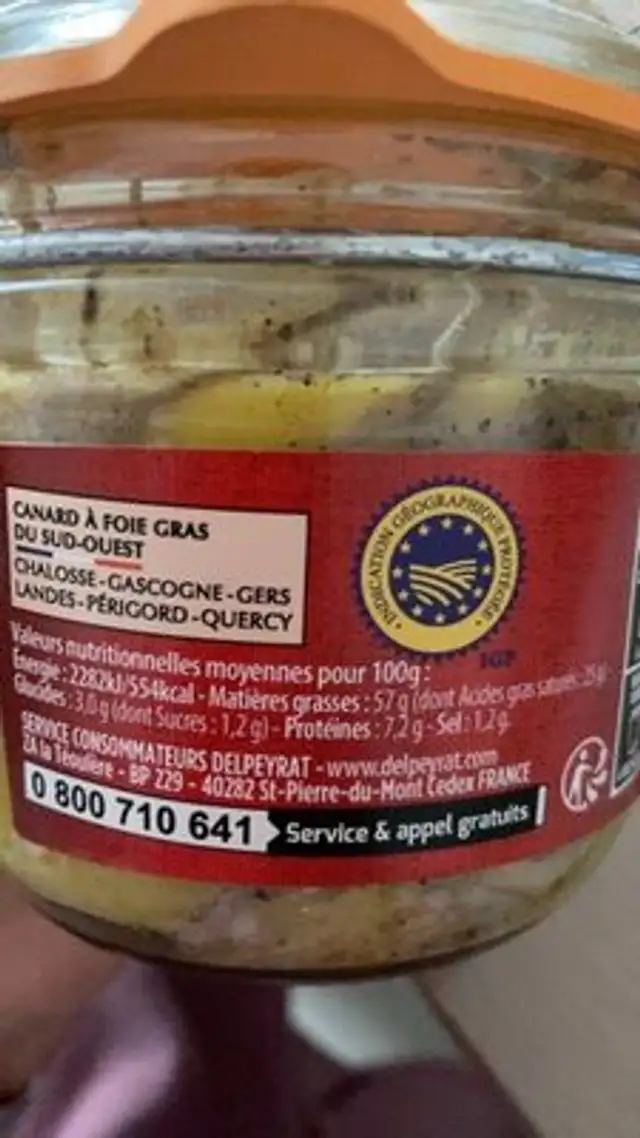 CANARD À FOIE GRAS
DU SUD-OUEST
CHALOSSE-GASCOGNE-GERS
LANDES-PÉRIGORD-QUERCY
• INDICATION GÉOGRAPHIQUE PROTÉGÉE •
IGP
Valeurs nutritionnelles moyennes pour 100g :
Énergie : 2282kJ/554kcal - Matières grasses : 57 g (dont Acides gras saturés : 25 g) -
Glucides : 3,0 g (dont Sucres : 1,2 g) - Protéines : 7,2 g - Sel : 1,2 g.
SERVICE CONSOMMATEURS DELPEYRAT - www.delpeyrat.com
ZA la Téoulère - BP 229 - 40282 St-Pierre-du-Mont Cedex FRANCE
0 800 710 641 Service & appel gratuits